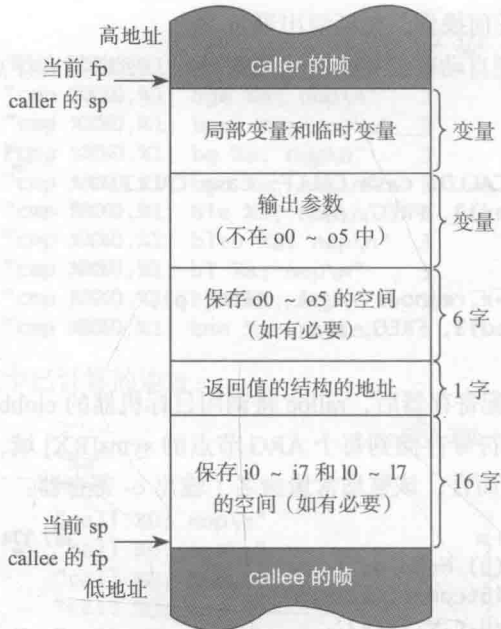 高地址
caller 的帧
当前 fp
caller 的 sp
局部变量和临时变量
变量
输出参数
(不在 o0 ~ o5 中)
变量
保存 o0 ~ o5 的空间
(如有必要)
6字
返回值的结构的地址
1字
保存 i0 ~ i7 和 l0 ~ l7
的空间 (如有必要)
16字
当前 sp
callee 的 fp
callee 的帧
低地址